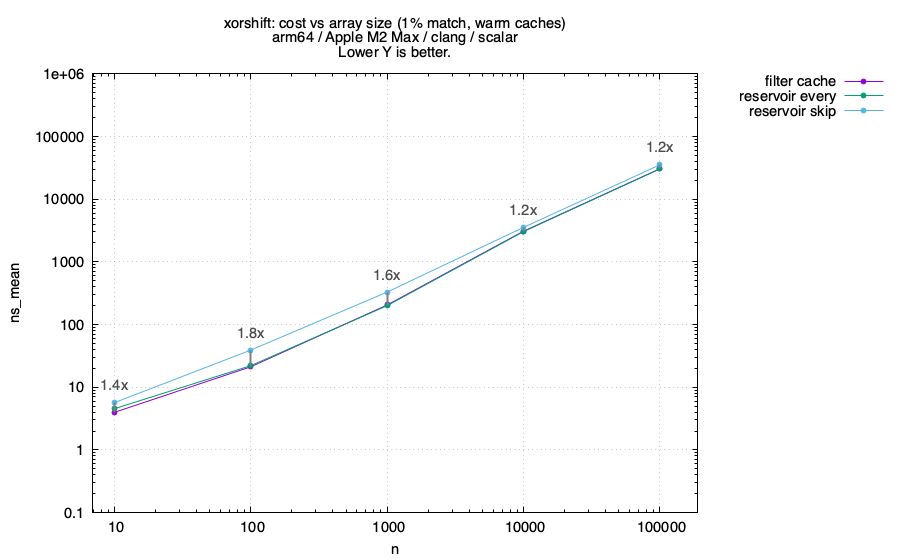 xorshift: cost vs array size (1% match, warm caches)
arm64 / Apple M2 Max / clang / scalar
Lower Y is better.
filter cache
reservoir every
reservoir skip
1e+06
100000
10000
1000
100
10
1
0.1
ns_mean
1.4x
1.8x
1.6x
1.2x
1.2x
10
100
1000
10000
100000
n